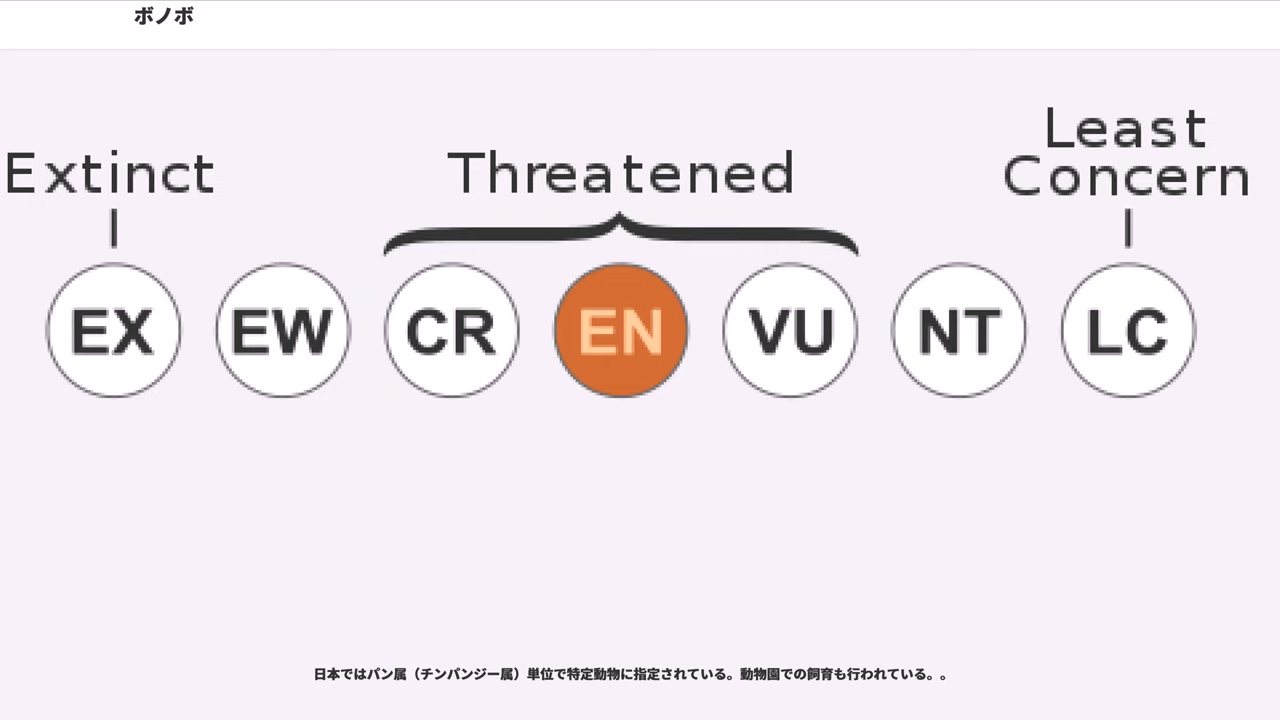 ボノボ
Least
Concern
Extinct
Threatened
EX EW CR EN VU NT LC
日本ではパン属（チンパンジー属）単位で特定動物に指定されている。動物園での飼育も行われている。。